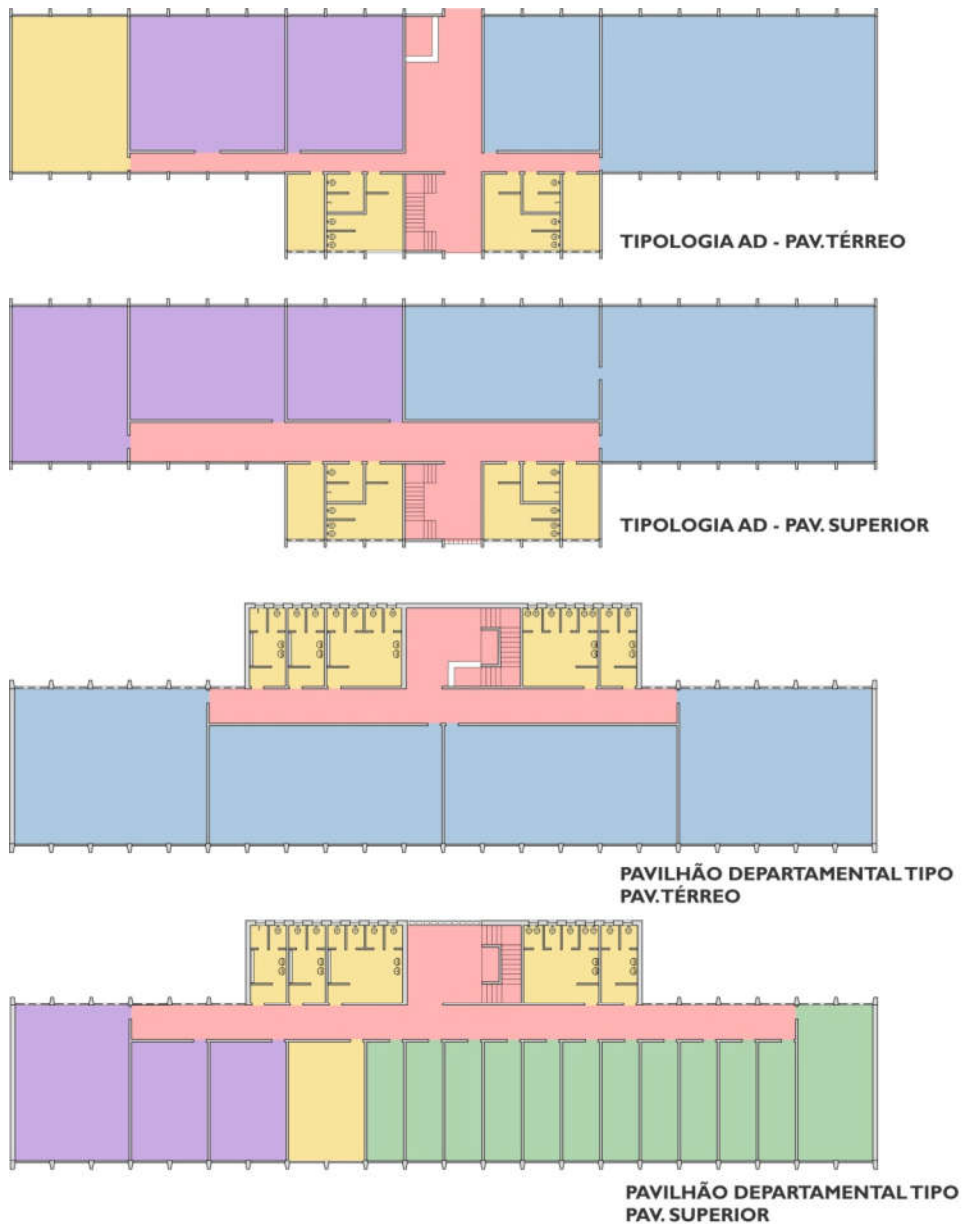 TIPOLOGIA AD - PAV. TÉRREO
TIPOLOGIA AD - PAV. SUPERIOR
PAVILHÃO DEPARTAMENTAL TIPO
PAV. TÉRREO
PAVILHÃO DEPARTAMENTAL TIPO
PAV. SUPERIOR